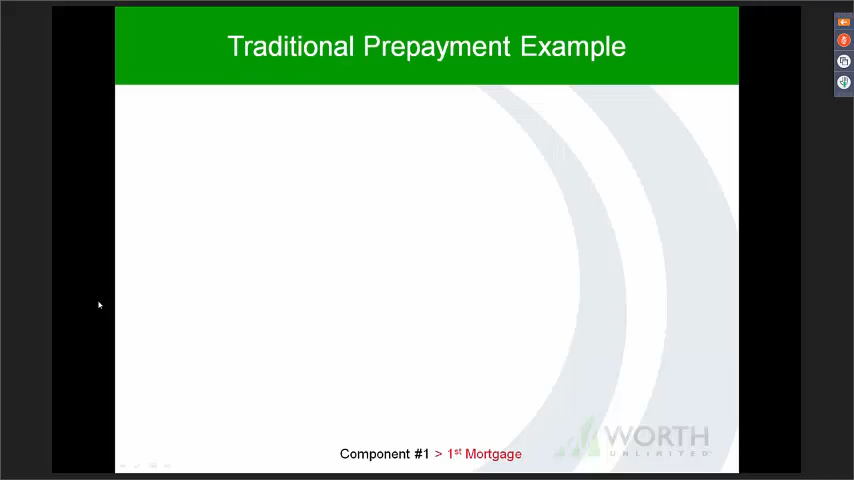 Traditional Prepayment Example
WORTH
UNLIMITED
Component #1 > 1st Mortgage